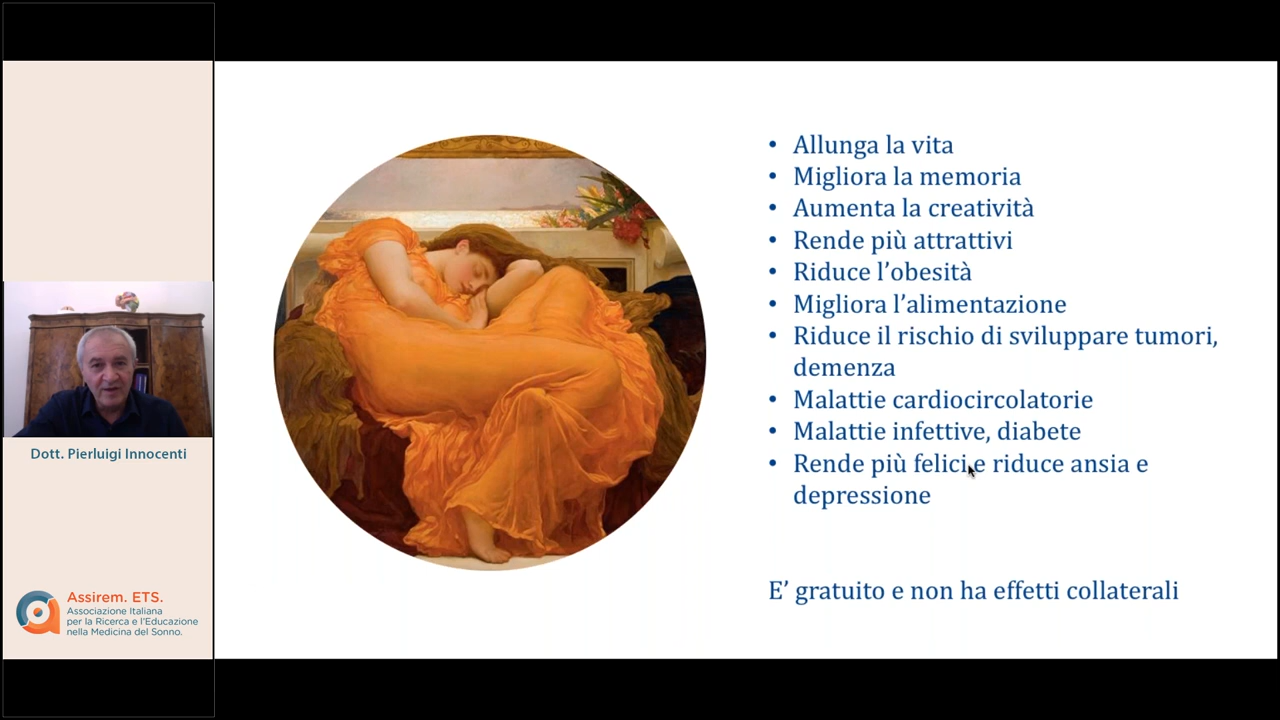 Dott. Pierluigi Innocenti
Assirem. ETS.
Associazione Italiana
per la Ricerca e l'Educazione
nella Medicina del Sonno.
• Allunga la vita
• Migliora la memoria
• Aumenta la creatività
• Rende più attrattivi
• Riduce l’obesità
• Migliora l’alimentazione
• Riduce il rischio di sviluppare tumori,
demenza
• Malattie cardiocircolatorie
• Malattie infettive, diabete
• Rende più felici e riduce ansia e
depressione
E’ gratuito e non ha effetti collaterali